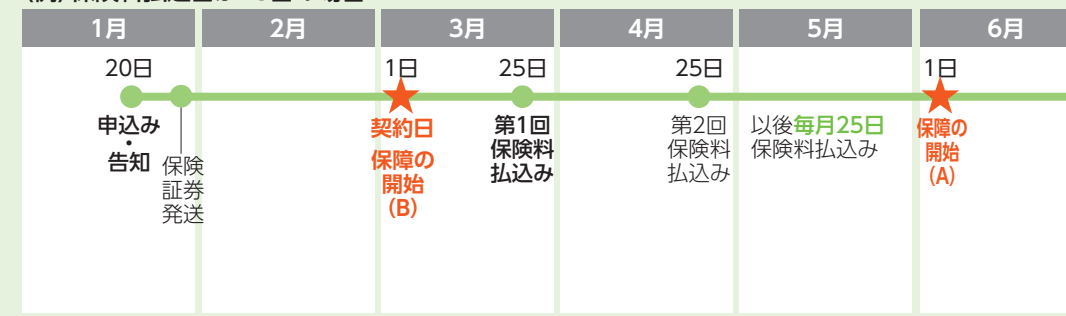 1月
2月
3月
4月
5月
6月
20日
1日
25日
25日
1日
申込み
・
告知
保険
証券
発送
契約日
保障の
開始
(B)
第1回
保険料
払込み
第2回
保険料
払込み
以後毎月25日
保険料払込み
保障の
開始
(A)